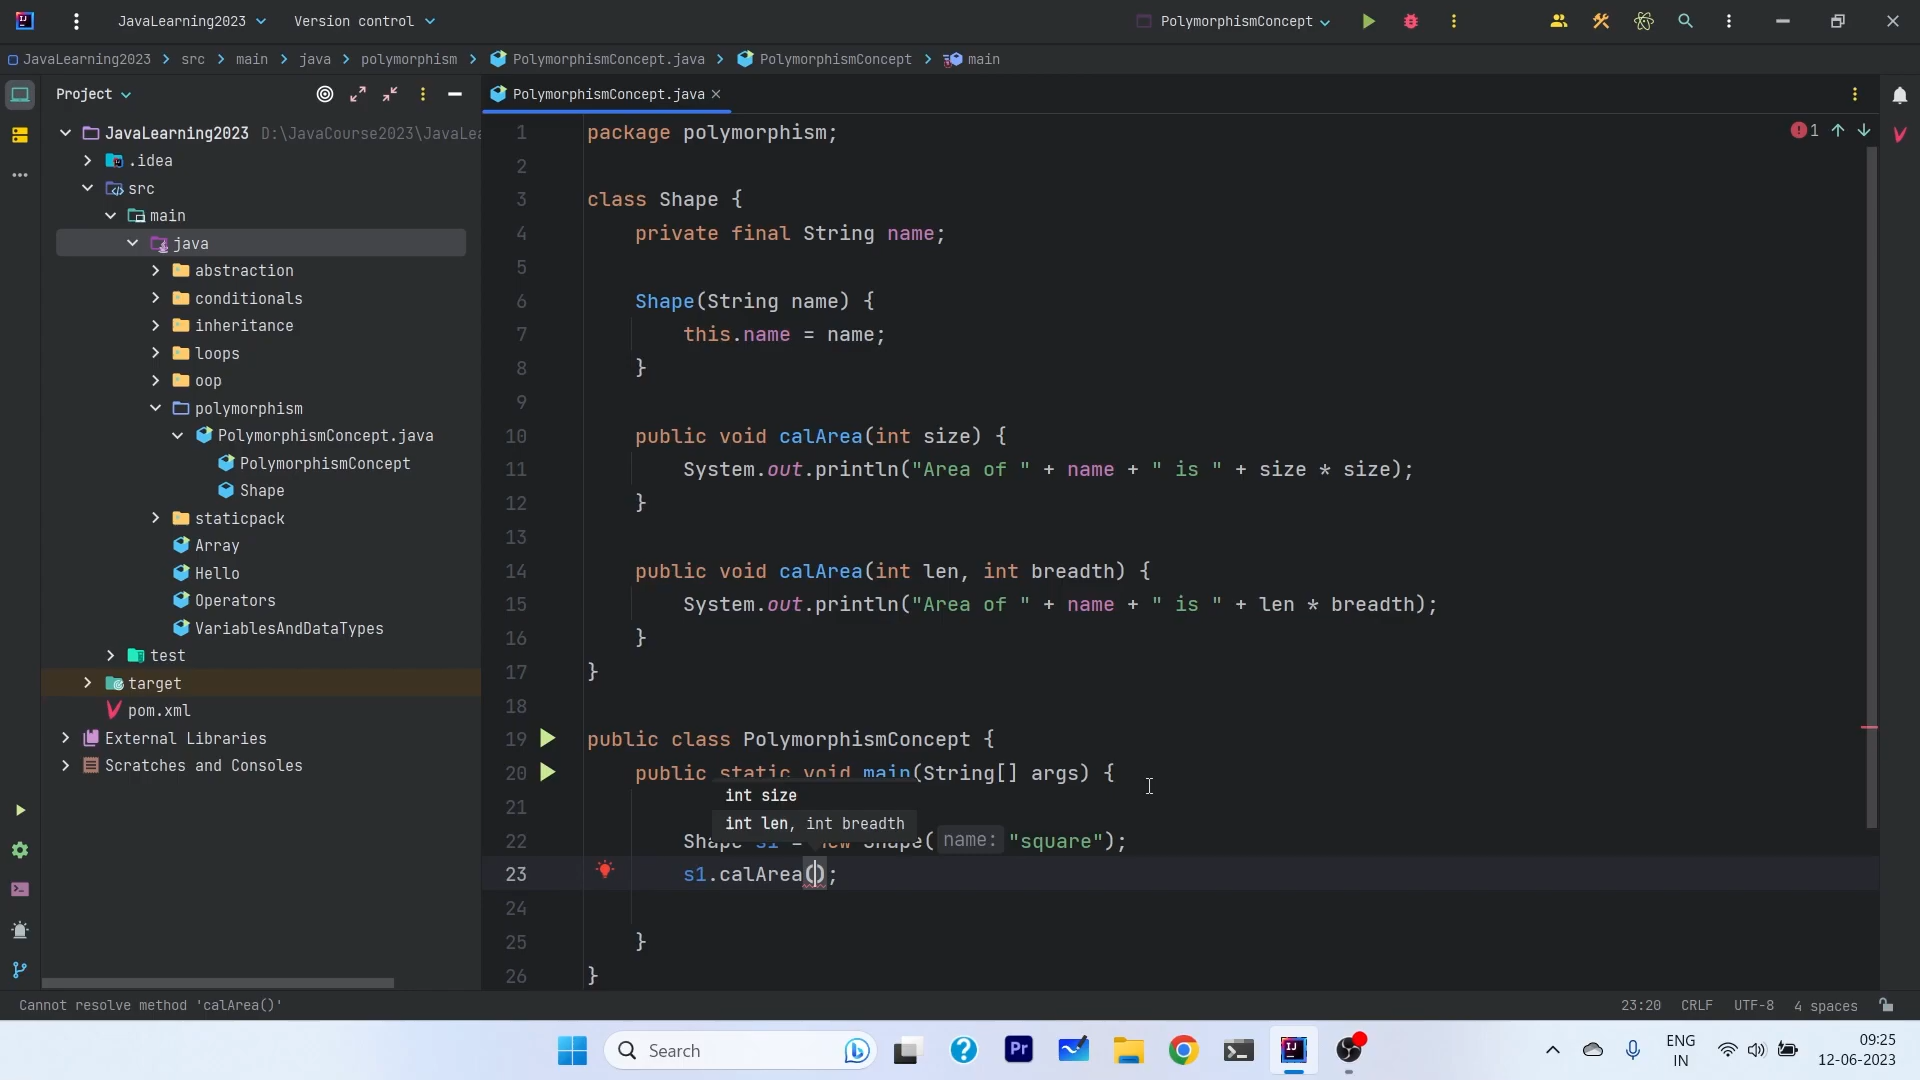 JavaLearning2023 Version control PolymorphismConcept
JavaLearning2023 src main java polymorphism PolymorphismConcept.java PolymorphismConcept main
Project
PolymorphismConcept.java
JavaLearning2023 D:\JavaCourse2023\JavaLea
.idea
src
main
java
abstraction
conditionals
inheritance
loops
oop
polymorphism
PolymorphismConcept.java
PolymorphismConcept
Shape
staticpack
Array
Hello
Operators
VariablesAndDataTypes
test
target
pom.xml
External Libraries
Scratches and Consoles
1
1 package polymorphism;
2
3 class Shape {
4 private final String name;
5
6 Shape(String name) {
7 this.name = name;
8 }
9
10 public void calArea(int size) {
11 System.out.println("Area of " + name + " is " + size * size);
12 }
13
14 public void calArea(int len, int breadth) {
15 System.out.println("Area of " + name + " is " + len * breadth);
16 }
17 }
18
19 public class PolymorphismConcept {
20 public static void main(String[] args) {
int size
21
int len, int breadth
22 Shape s1 = new Shape( name: "square");
23 s1.calArea();
24
25 }
26 }
Cannot resolve method 'calArea()' 23:20 CRLF UTF-8 4 spaces
Search
Pr
ENG
IN
09:25
12-06-2023